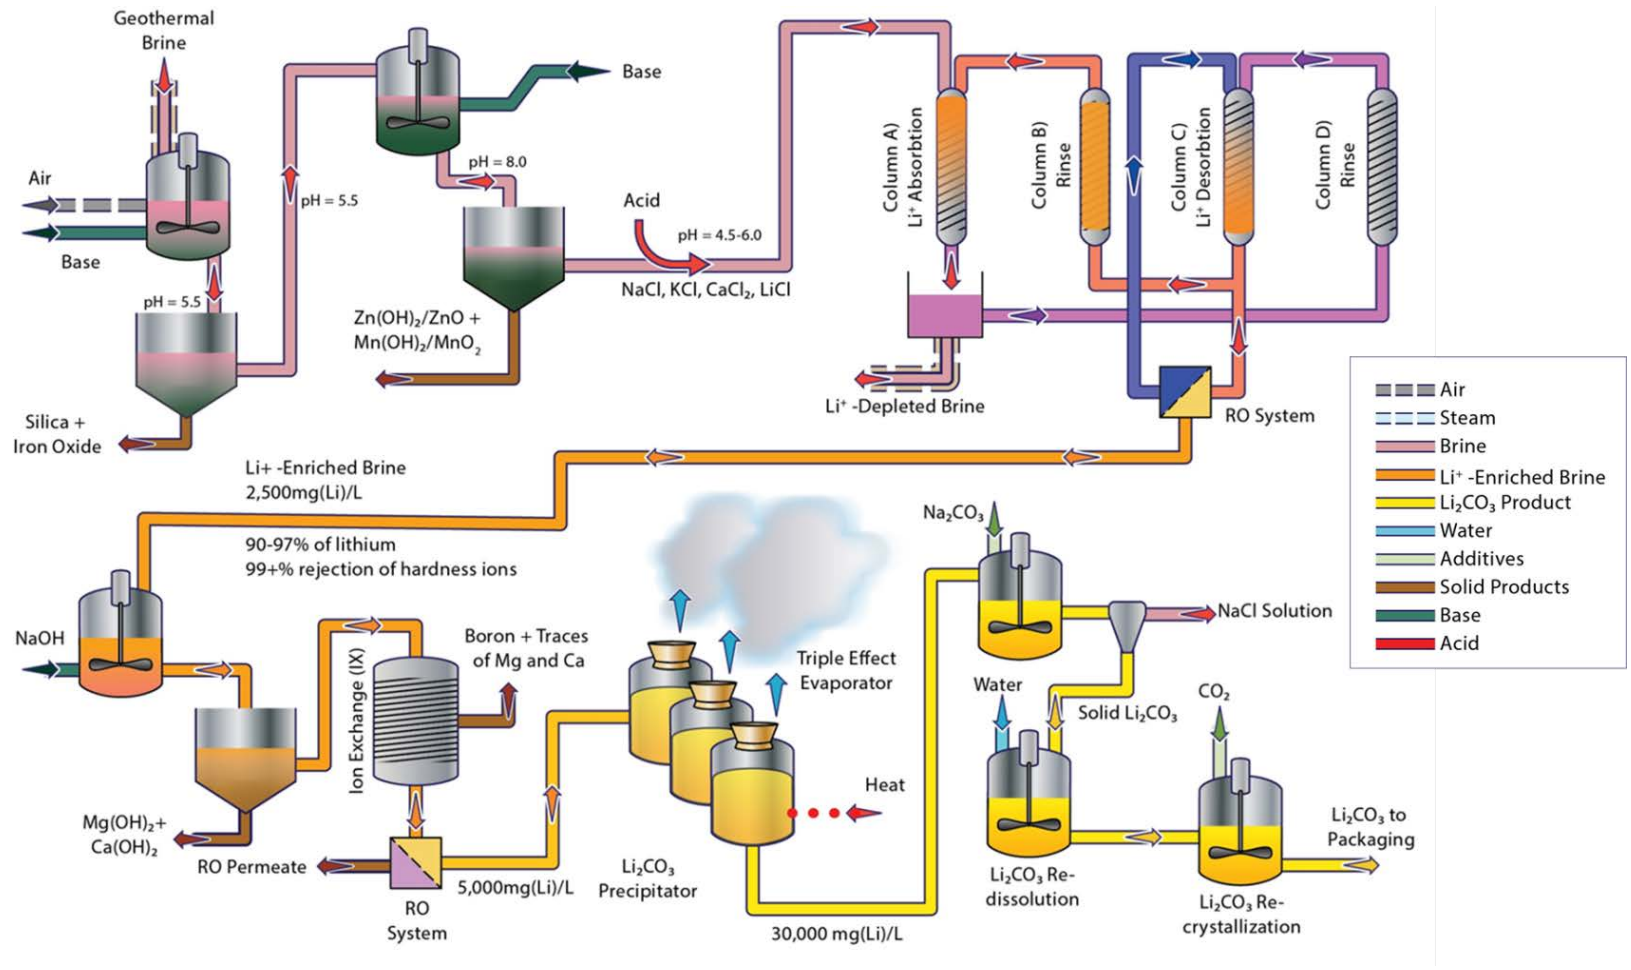 Geothermal
Brine
Air
Base
pH = 5.5
Silica +
Iron Oxide
pH = 5.5
Base
pH = 8.0
Zn(OH)₂/ZnO +
Mn(OH)₂/MnO₂
Acid
pH = 4.5-6.0
NaCl, KCl, CaCl₂, LiCl
Column A)
Li⁺ Absorbtion
Column B)
Rinse
Column C)
Li⁺ Desorbtion
Column D)
Rinse
Li⁺ -Depleted Brine
RO System
Air
Steam
Brine
Li⁺ -Enriched Brine
Li₂CO₃ Product
Water
Additives
Solid Products
Base
Acid
Li+ -Enriched Brine
2,500mg(Li)/L
90-97% of lithium
99+% rejection of hardness ions
NaOH
Mg(OH)₂+
Ca(OH)₂
Ion Exchange (IX)
Boron + Traces
of Mg and Ca
RO Permeate
RO
System
5,000mg(Li)/L
Li₂CO₃
Precipitator
Triple Effect
Evaporator
Heat
30,000 mg(Li)/L
Na₂CO₃
NaCl Solution
Solid Li₂CO₃
Water
Li₂CO₃ Re-
dissolution
CO₂
Li₂CO₃ Re-
crystallization
Li₂CO₃ to
Packaging